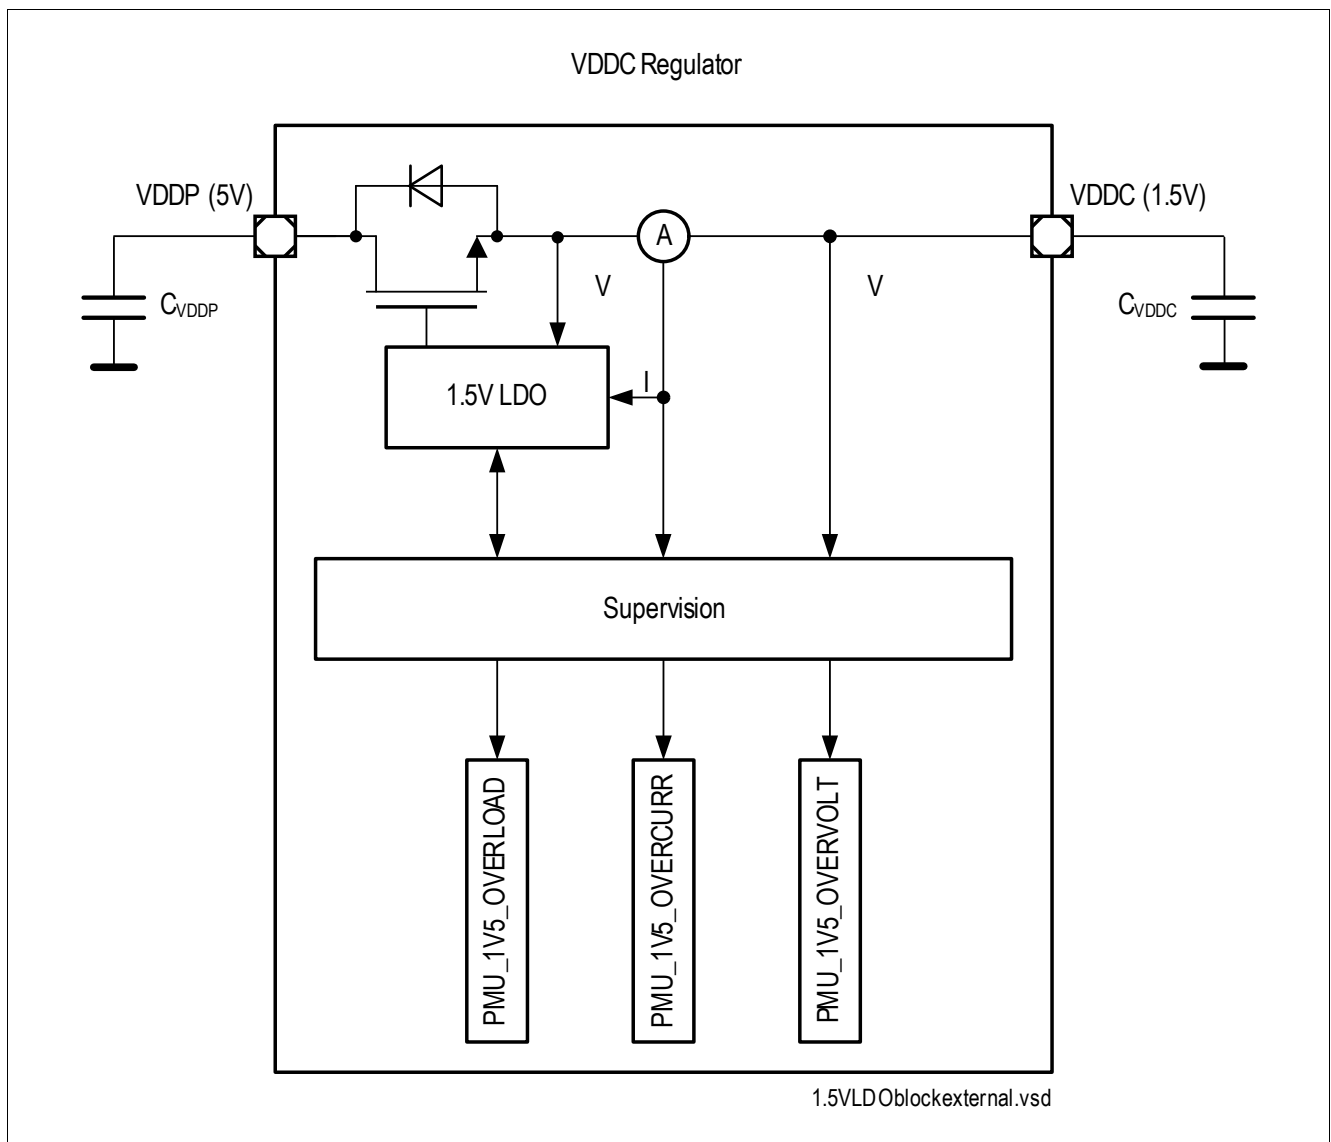 VDDC Regulator
VDDP (5V)
VDDC (1.5V)
A
V
V
CVDDP
CVDDC
I
1.5V LDO
Supervision
PMU_1V5_OVERLOAD
PMU_1V5_OVERCURR
PMU_1V5_OVERVOLT
1.5VLDOblockexternal.vsd